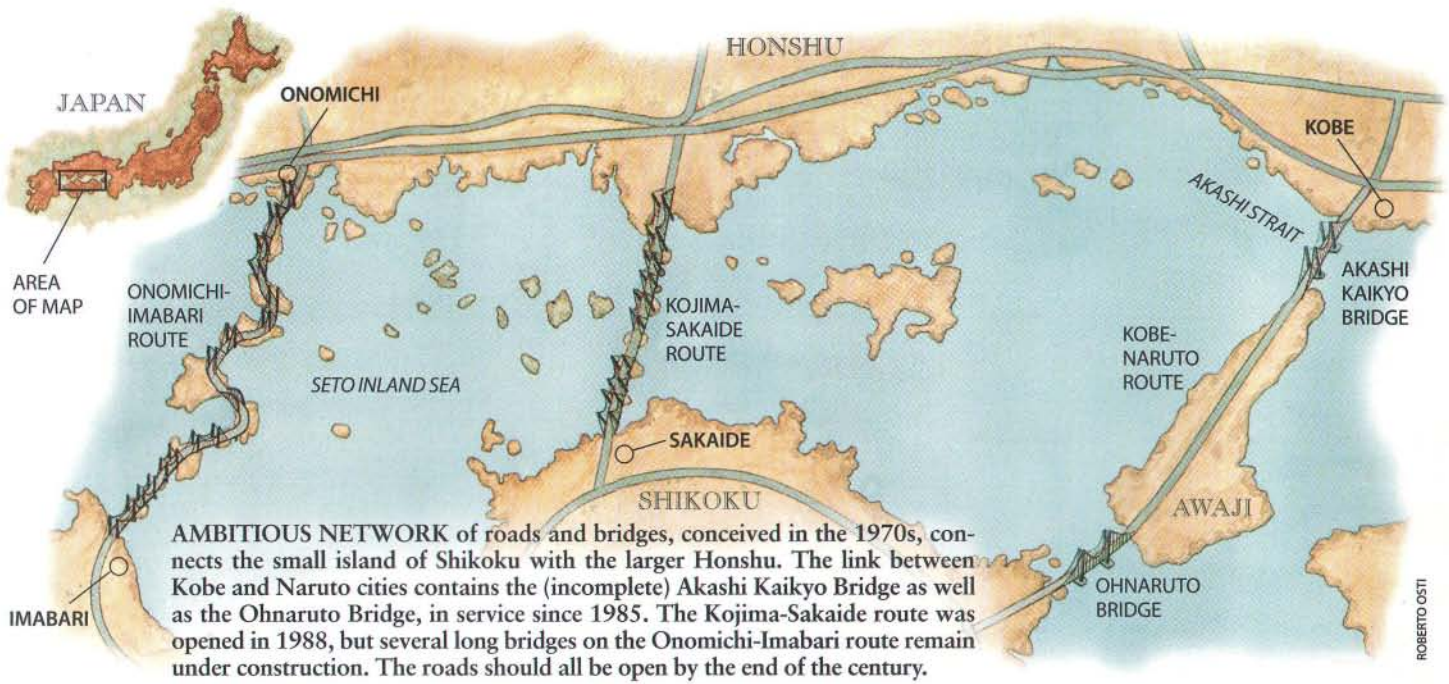 HONSHU
JAPAN
ONOMICHI
KOBE
AKASHI STRAIT
AREA
OF MAP
ONOMICHI-
IMABARI
ROUTE
KOJIMA-
SAKAIDE
ROUTE
AKASHI
KAIKYO
BRIDGE
KOBE-
NARUTO
ROUTE
SETO INLAND SEA
SAKAIDE
SHIKOKU
AWAJI
OHNARUTO
BRIDGE
IMABARI
AMBITIOUS NETWORK of roads and bridges, conceived in the 1970s, con-
nects the small island of Shikoku with the larger Honshu. The link between
Kobe and Naruto cities contains the (incomplete) Akashi Kaikyo Bridge as well
as the Ohnaruto Bridge, in service since 1985. The Kojima-Sakaide route was
opened in 1988, but several long bridges on the Onomichi-Imabari route remain
under construction. The roads should all be open by the end of the century.
ROBERTO OSTI